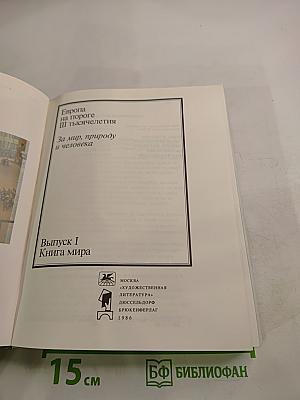 Европа
на пороге
III тысячелетия
За мир, природу
и человека
Выпуск I
Книга мира
МОСКВА
«ХУДОЖЕСТВЕННАЯ
ЛИТЕРАТУРА»
ДЮССЕЛЬДОРФ
БРЮКЕНФЕРЛАГ
1986
15 см
БФ БИБЛИОФАН